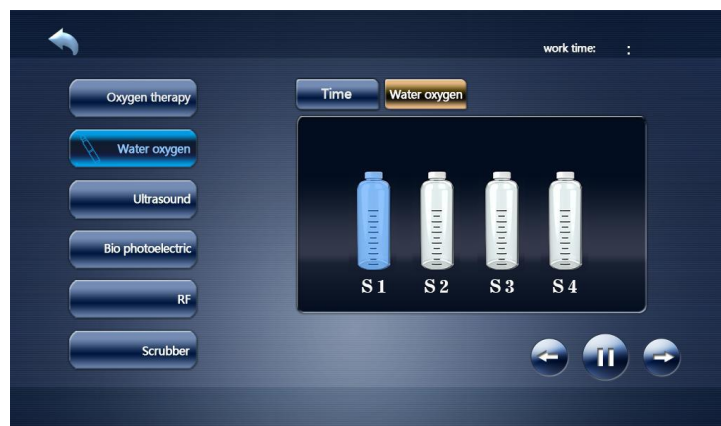 work time: :
Oxygen therapy
Water oxygen
Ultrasound
Bio photoelectric
RF
Scrubber
Time
Water oxygen
S1 S2 S3 S4